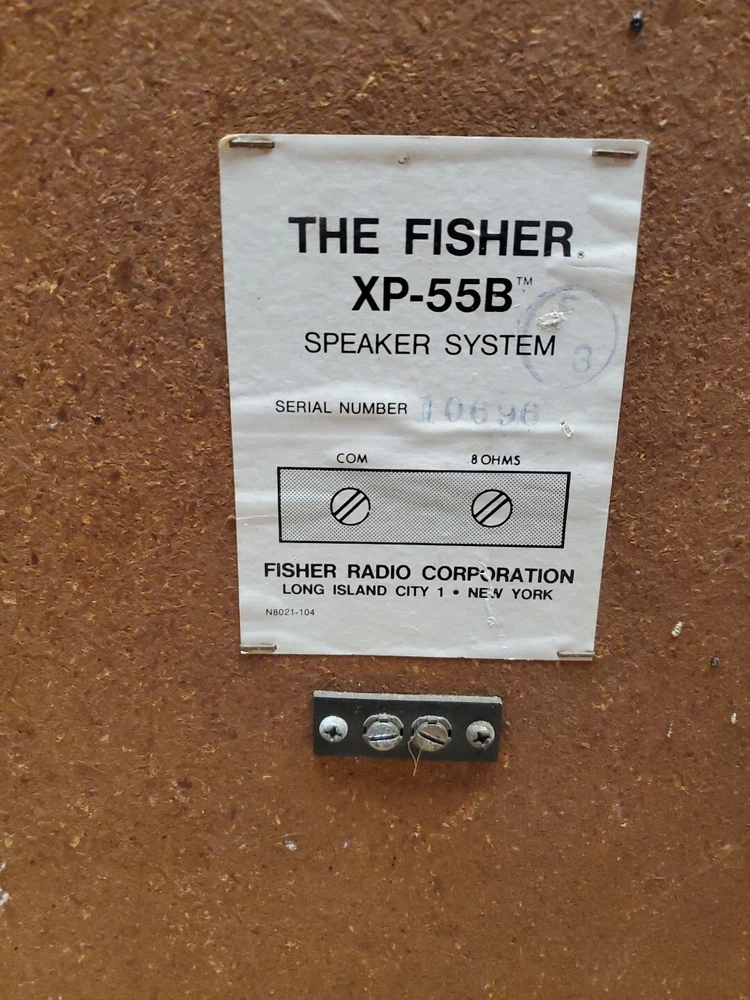 THE FISHER®
XP-55B™
SPEAKER SYSTEM
3
SERIAL NUMBER 10696
COM 8 OHMS
FISHER RADIO CORPORATION
LONG ISLAND CITY 1 • NEW YORK
N8021-104